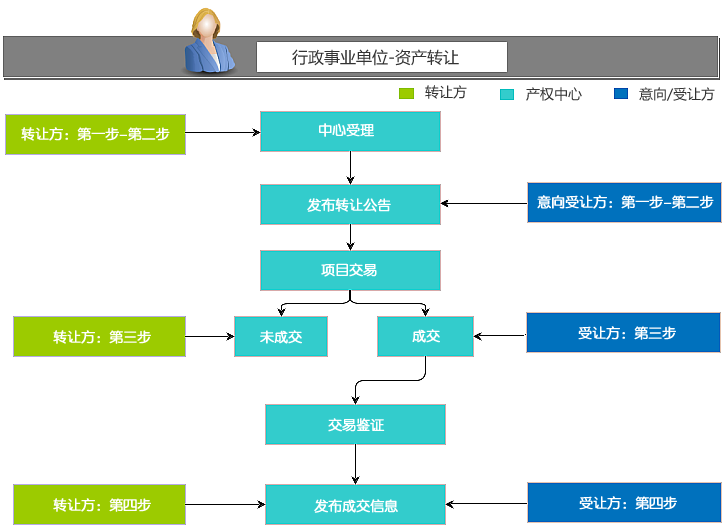 行政事业单位-资产转让
转让方
产权中心
意向/受让方
转让方：第一步-第二步
中心受理
发布转让公告
意向受让方：第一步-第二步
项目交易
转让方：第三步
未成交
成交
受让方：第三步
交易鉴证
转让方：第四步
发布成交信息
受让方：第四步